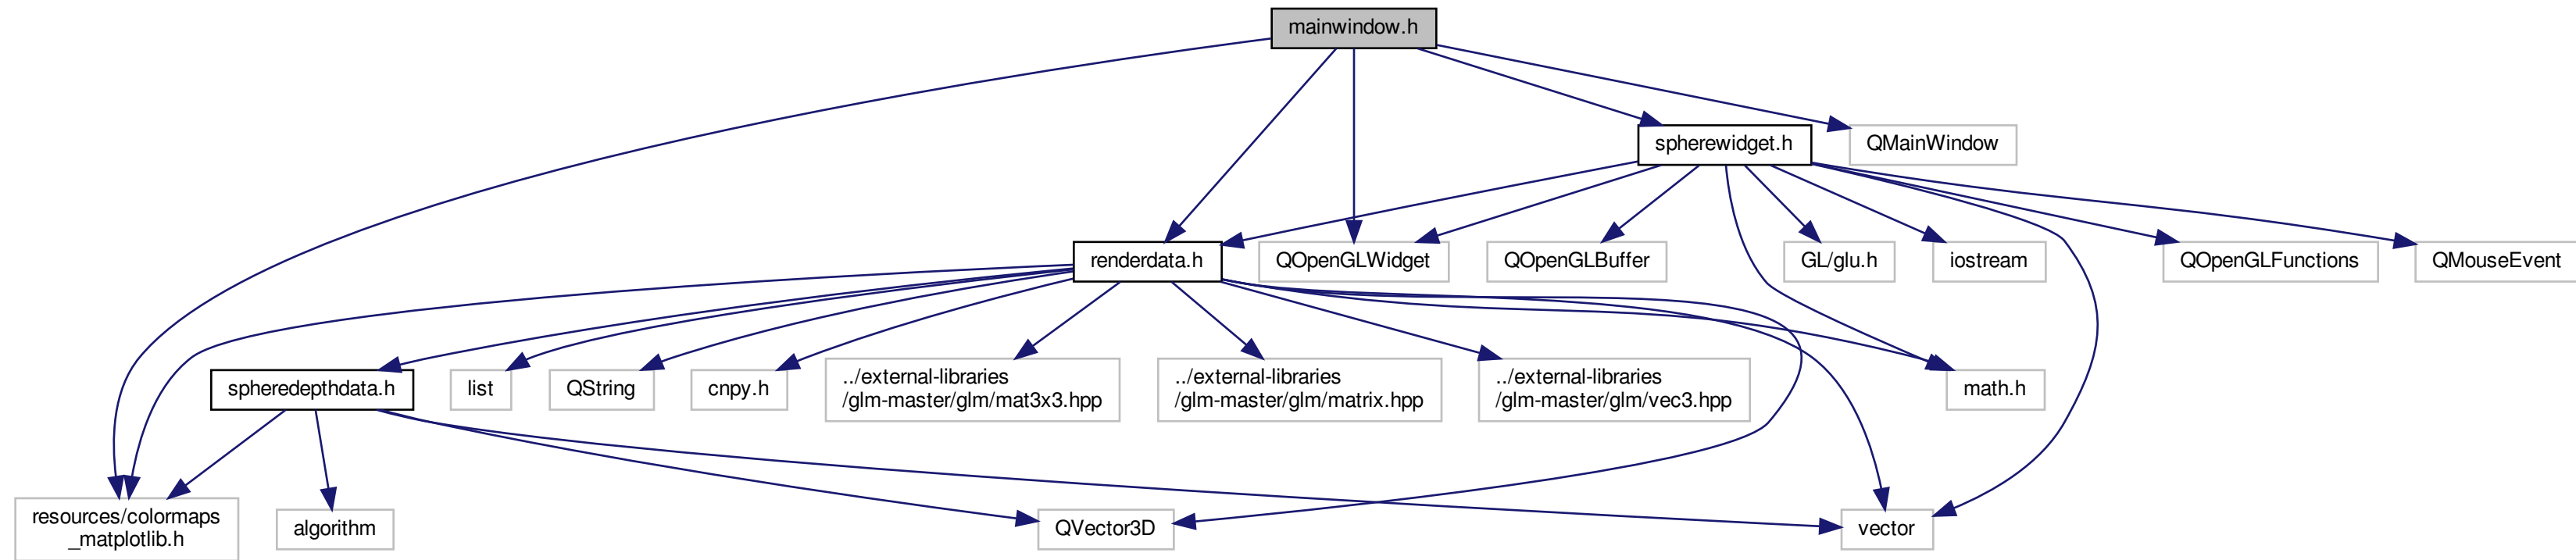 mainwindow.h
spherewidget.h
QMainWindow
renderdata.h
QOpenGLWidget
QOpenGLBuffer
GL/glu.h
iostream
QOpenGLFunctions
QMouseEvent
spheredepthdata.h
list
QString
cnpy.h
../external-libraries
/glm-master/glm/mat3x3.hpp
../external-libraries
/glm-master/glm/matrix.hpp
../external-libraries
/glm-master/glm/vec3.hpp
math.h
resources/colormaps
_matplotlib.h
algorithm
QVector3D
vector